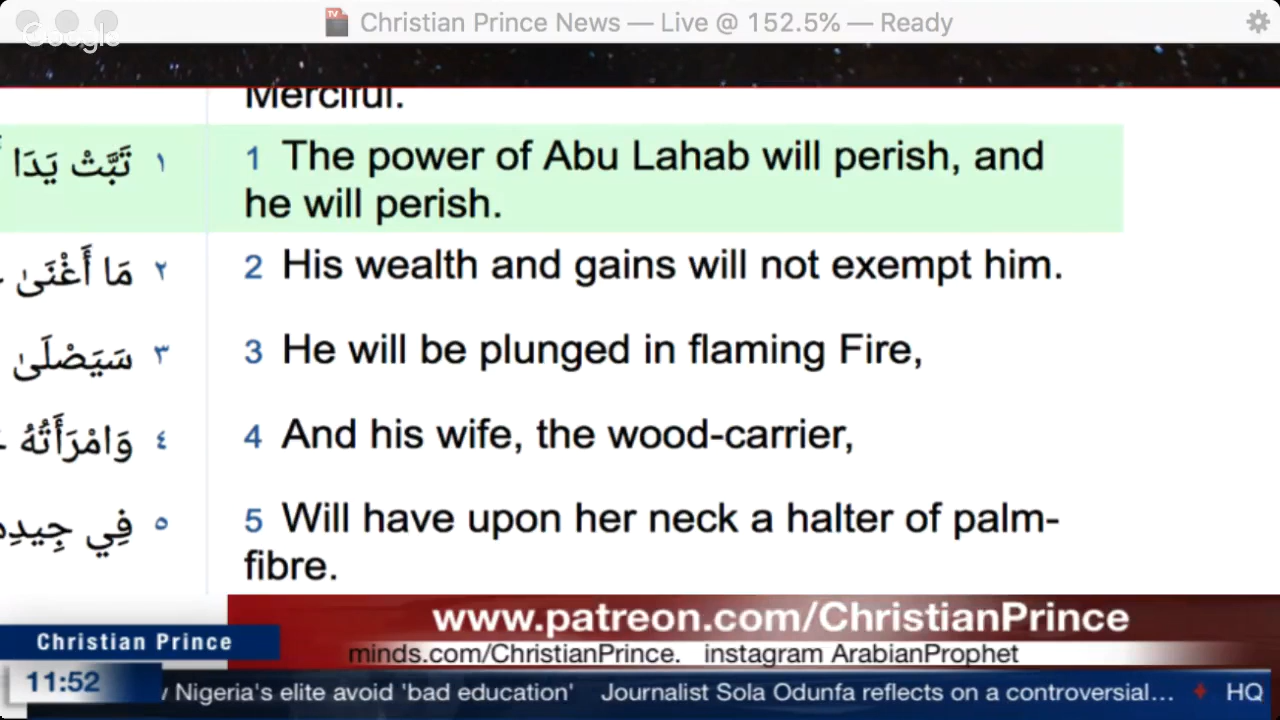 Christian Prince News — Live @ 152.5% — Ready
Google
TV
Merciful.
تَبَّتْ يَدَا ١
1 The power of Abu Lahab will perish, and
he will perish.
مَا أَغْنَىٰ ٢
2 His wealth and gains will not exempt him.
سَيَصْلَىٰ ٣
3 He will be plunged in flaming Fire,
وَامْرَأَتُهُ ٤
4 And his wife, the wood-carrier,
فِي ٥
5 Will have upon her neck a halter of palm-
fibre.
www.patreon.com/ChristianPrince
Christian Prince
minds.com/ChristianPrince. instagram ArabianProphet
11:52
Nigeria's elite avoid 'bad education' Journalist Sola Odunfa reflects on a controversial... HQ